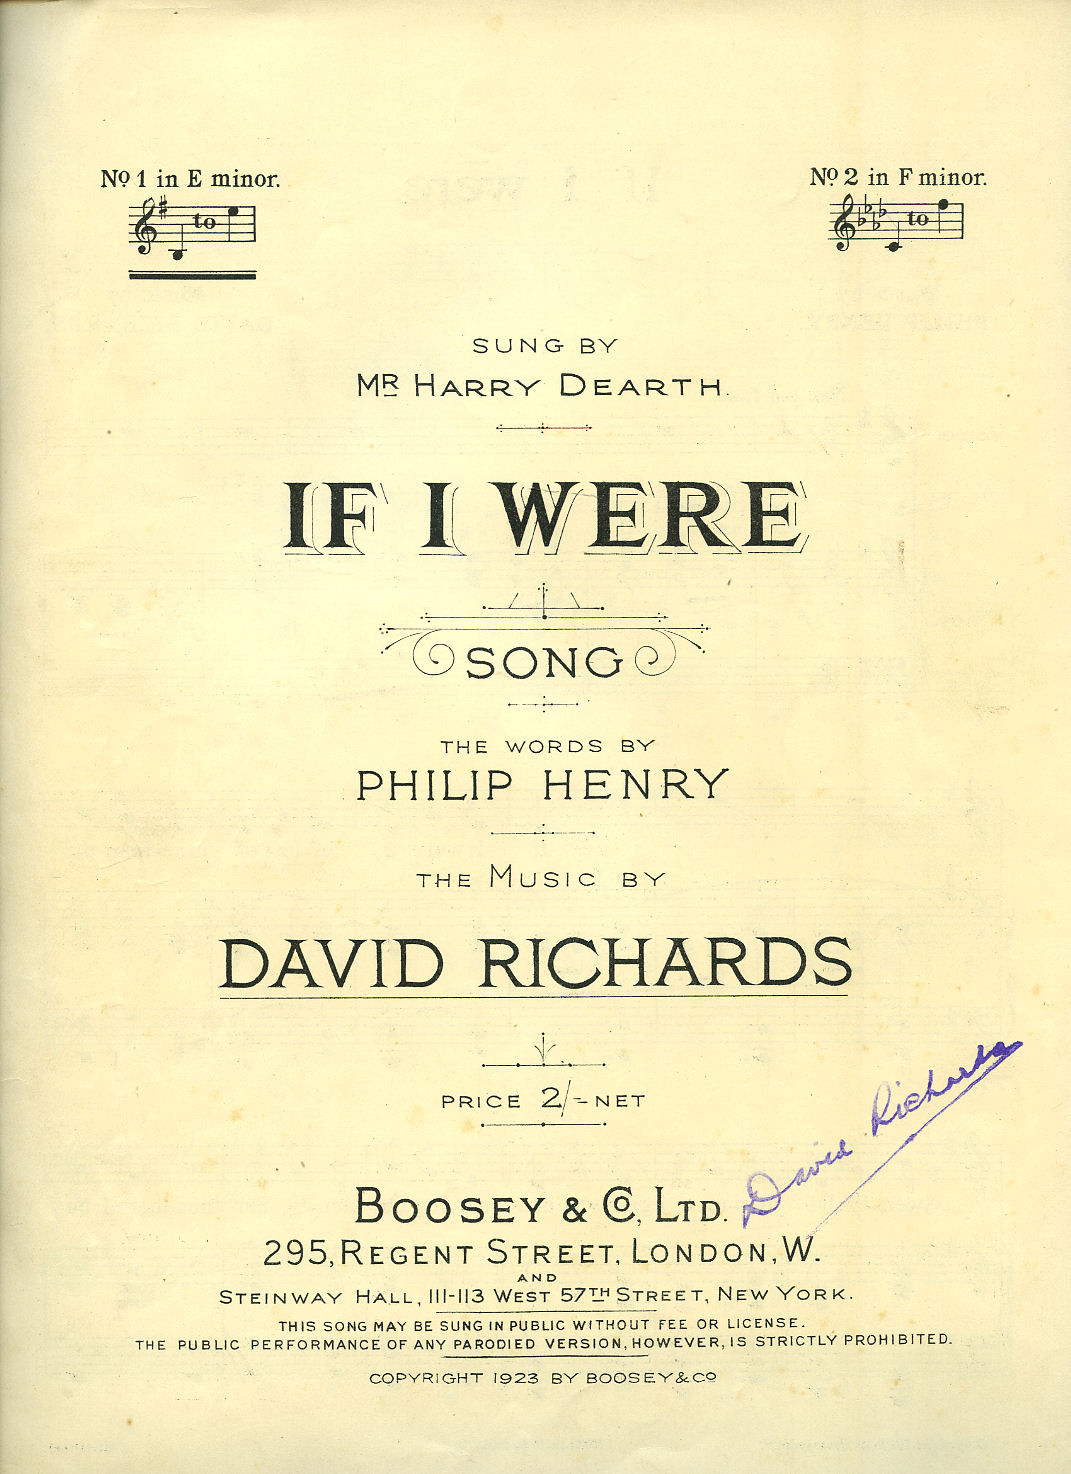 Nº 1 in E minor.
to
Nº 2 in F minor.
to
SUNG BY
MR HARRY DEARTH.
IF I WERE
SONG
THE WORDS BY
PHILIP HENRY
THE MUSIC BY
DAVID RICHARDS
PRICE 2/- NET
David Richards
BOOSEY & Co, LTD.
295, REGENT STREET, LONDON, W.
AND
STEINWAY HALL, 111-113 WEST 57TH STREET, NEW YORK.
THIS SONG MAY BE SUNG IN PUBLIC WITHOUT FEE OR LICENSE.
THE PUBLIC PERFORMANCE OF ANY PARODIED VERSION, HOWEVER, IS STRICTLY PROHIBITED.
COPYRIGHT 1923 BY BOOSEY & Co